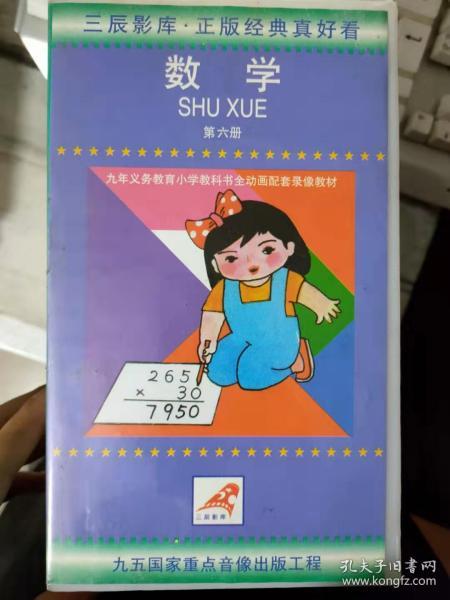 三辰影库·正版经典真好看
数学
SHU XUE
第六册
九年义务教育小学教科书全动画配套录像教材
265
× 30
7950
三辰影库
九五国家重点音像出版工程
孔夫子旧书网
www.kongfz.com